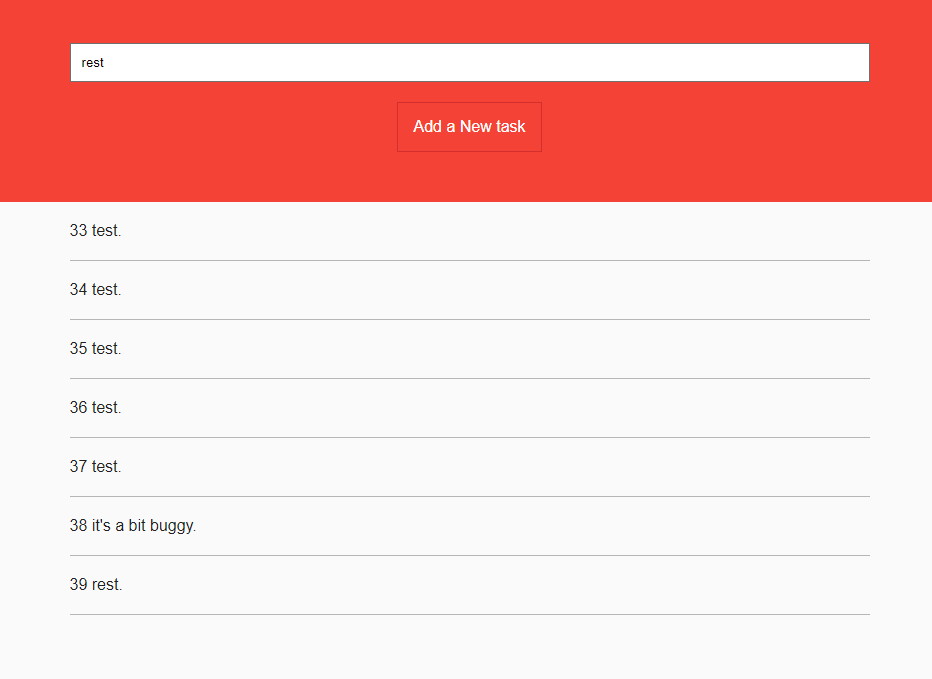 rest
Add a New task
33 test.
34 test.
35 test.
36 test.
37 test.
38 it's a bit buggy.
39 rest.